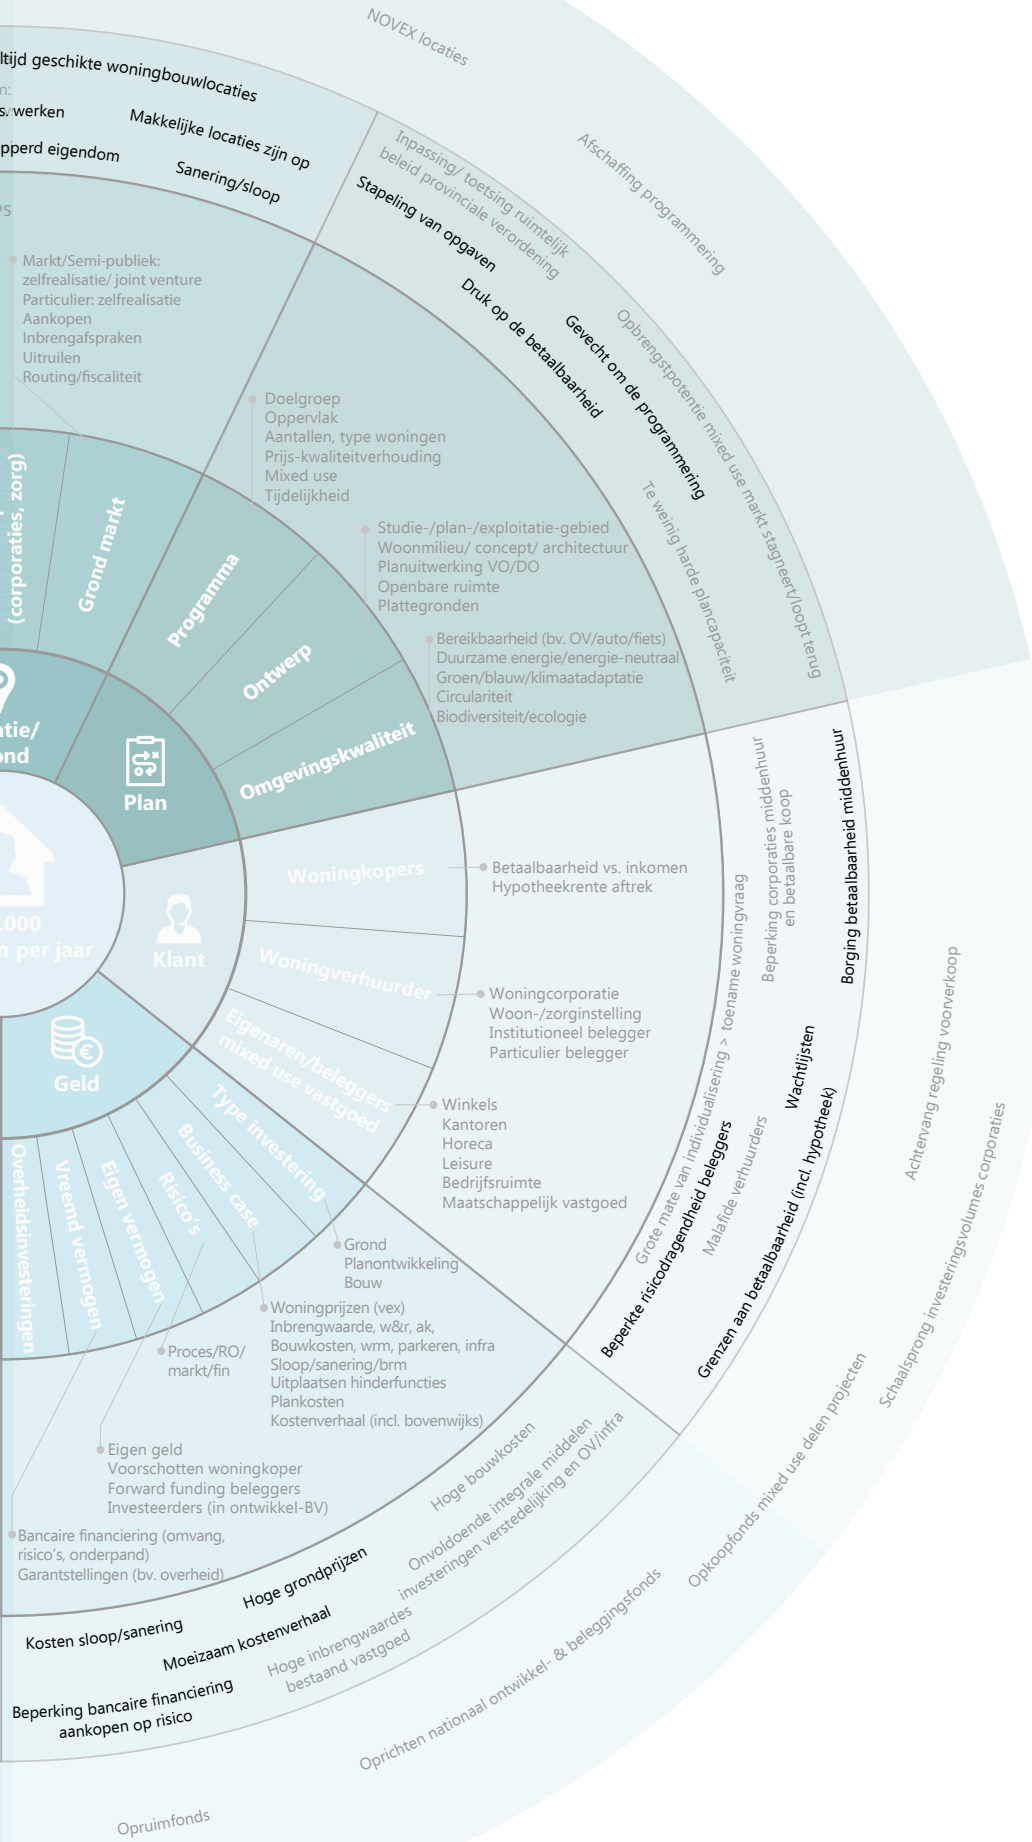 NOVEX locaties
ltijd geschikte woningbouwlocaties
n:
s. werken
Makkelijke locaties zijn op
pperd eigendom
Sanering/sloop
PS
Afschaffing programmering
Inpassing/ toetsing ruimtelijk
beleid provinciale verordening
Stapeling van opgaven
Druk op de betaalbaarheid
Gevecht om de programmering
Opbrengstpotentie mixed use markt stagneert/loopt terug
Te weinig harde plancapaciteit
Markt/Semi-publiek:
zelfrealisatie/ joint venture
Particulier: zelfrealisatie
Aankopen
Inbrengafspraken
Uitruilen
Routing/fiscaliteit
Doelgroep
Oppervlak
Aantallen, type woningen
Prijs-kwaliteitverhouding
Mixed use
Tijdelijkheid
(corporaties, zorg)
Grond markt
Programma
Studie-/plan-/exploitatie-gebied
Woonmilieu/ concept/ architectuur
Planuitwerking VO/DO
Openbare ruimte
Plattegronden
Ontwerp
Bereikbaarheid (bv. OV/auto/fiets)
Duurzame energie/energie-neutraal
Groen/blauw/klimaatadaptatie
Circulariteit
Biodiversiteit/ecologie
Omgevingskwaliteit
atie/
ond
Plan
.000
n per jaar
Klant
Woningkopers
Betaalbaarheid vs. inkomen
Hypotheekrente aftrek
Woningverhuurder
Woningcorporatie
Woon-/zorginstelling
Institutioneel belegger
Particulier belegger
Eigenaren/beleggers
mixed use vastgoed
Winkels
Kantoren
Horeca
Leisure
Bedrijfsruimte
Maatschappelijk vastgoed
Grote mate van individualisering > toename woningvraag
Beperking corporaties middenhuur
en betaalbare koop
Borging betaalbaarheid middenhuur
Wachtlijsten
Malafide verhuurders
Beperkte risicodragendheid beleggers
Grenzen aan betaalbaarheid (incl. hypotheek)
Achtervang regeling voorverkoop
Schaalsprong investeringsvolumes corporaties
Geld
Type investering
Business case
Risico's
Eigen vermogen
Vreemd vermogen
Overheidsinvesteringen
Grond
Planontwikkeling
Bouw
Woningprijzen (vex)
Inbrengwaarde, w&r, ak,
Bouwkosten, wrm, parkeren, infra
Sloop/sanering/brm
Uitplaatsen hinderfuncties
Plankosten
Kostenverhaal (incl. bovenwijks)
Proces/RO/
markt/fin
Eigen geld
Voorschotten woningkoper
Forward funding beleggers
Investeerders (in ontwikkel-BV)
Bancaire financiering (omvang,
risico's, onderpand)
Garantstellingen (bv. overheid)
Hoge bouwkosten
Onvoldoende integrale middelen
investeringen verstedelijking en OV/infra
Hoge grondprijzen
Kosten sloop/sanering
Moeizaam kostenverhaal
Hoge inbrengwaardes
bestaand vastgoed
Beperking bancaire financiering
aankopen op risico
Opkoopfonds mixed use delen projecten
Oprichten nationaal ontwikkel- & beleggingsfonds
Opruimfonds